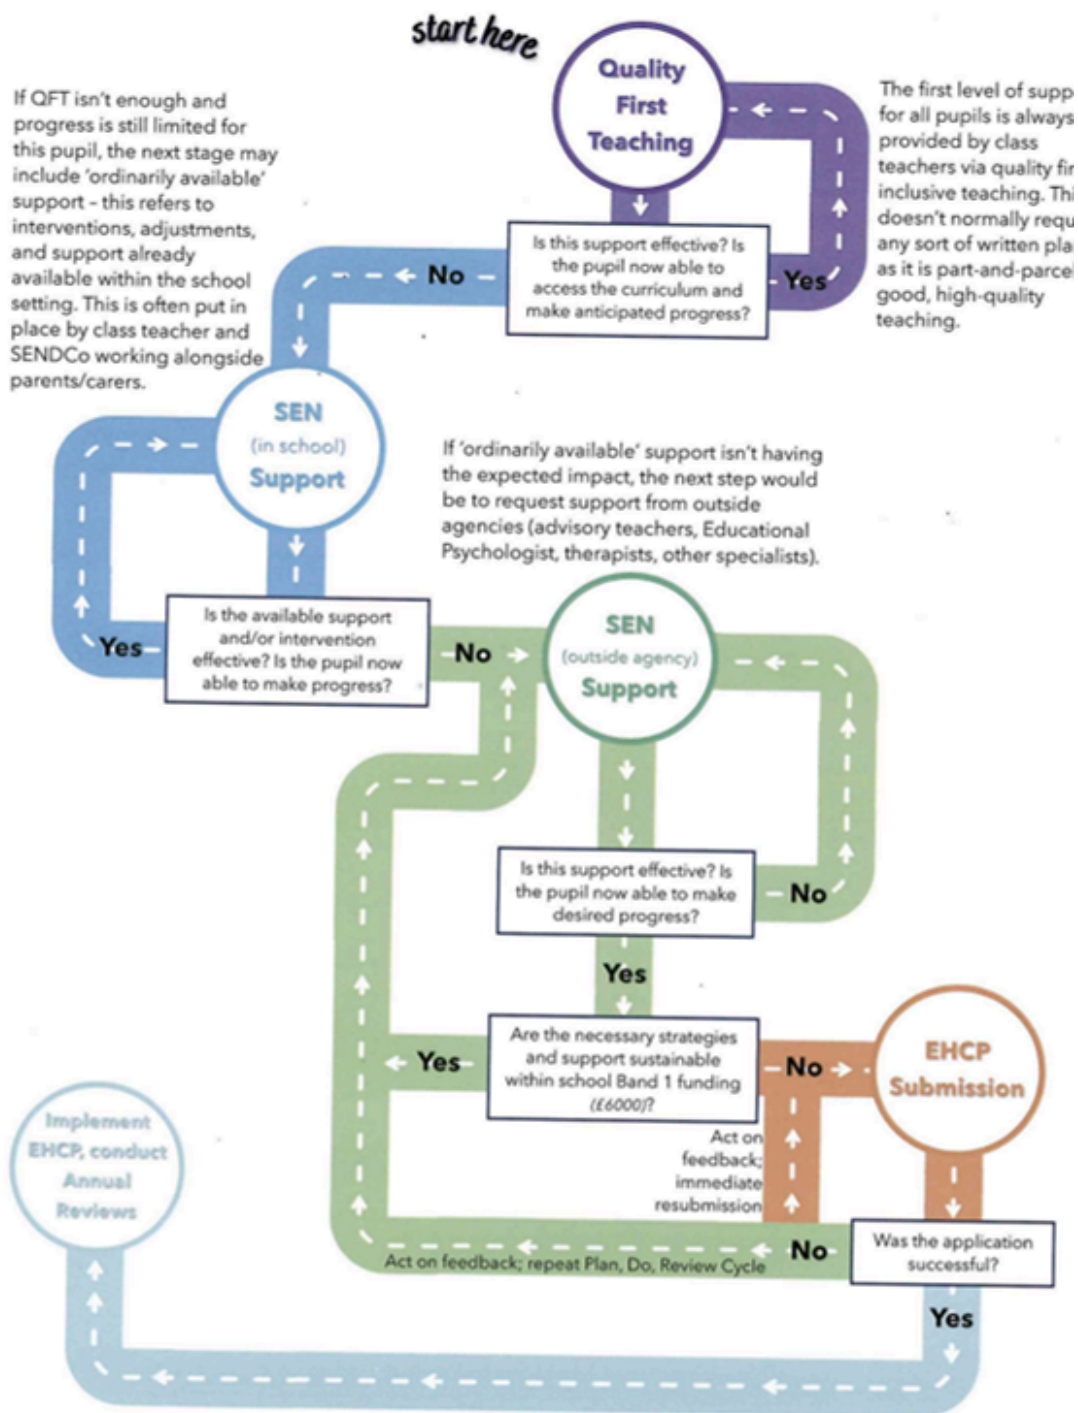 start here
Quality
First
Teaching
If QFT isn't enough and
progress is still limited for
this pupil, the next stage may
include 'ordinarily available'
support - this refers to
interventions, adjustments,
and support already
available within the school
setting. This is often put in
place by class teacher and
SENDCo working alongside
parents/carers.
The first level of supp
for all pupils is always
provided by class
teachers via quality fir
inclusive teaching. Thi
doesn't normally requ
any sort of written plan
as it is part-and-parcel
good, high-quality
teaching.
Is this support effective? Is
the pupil now able to
access the curriculum and
make anticipated progress?
No
Yes
SEN
(in school)
Support
If 'ordinarily available' support isn't having
the expected impact, the next step would
be to request support from outside
agencies (advisory teachers, Educational
Psychologist, therapists, other specialists).
Is the available support
and/or intervention
effective? Is the pupil now
able to make progress?
Yes
No
SEN
(outside agency)
Support
Is this support effective? Is
the pupil now able to make
desired progress?
No
Yes
Are the necessary strategies
and support sustainable
within school Band 1 funding
(£6000)?
Yes
No
EHCP
Submission
Act on
feedback;
immediate
resubmission
Was the application
successful?
No
Act on feedback; repeat Plan, Do, Review Cycle
Yes
Implement
EHCP, conduct
Annual
Reviews